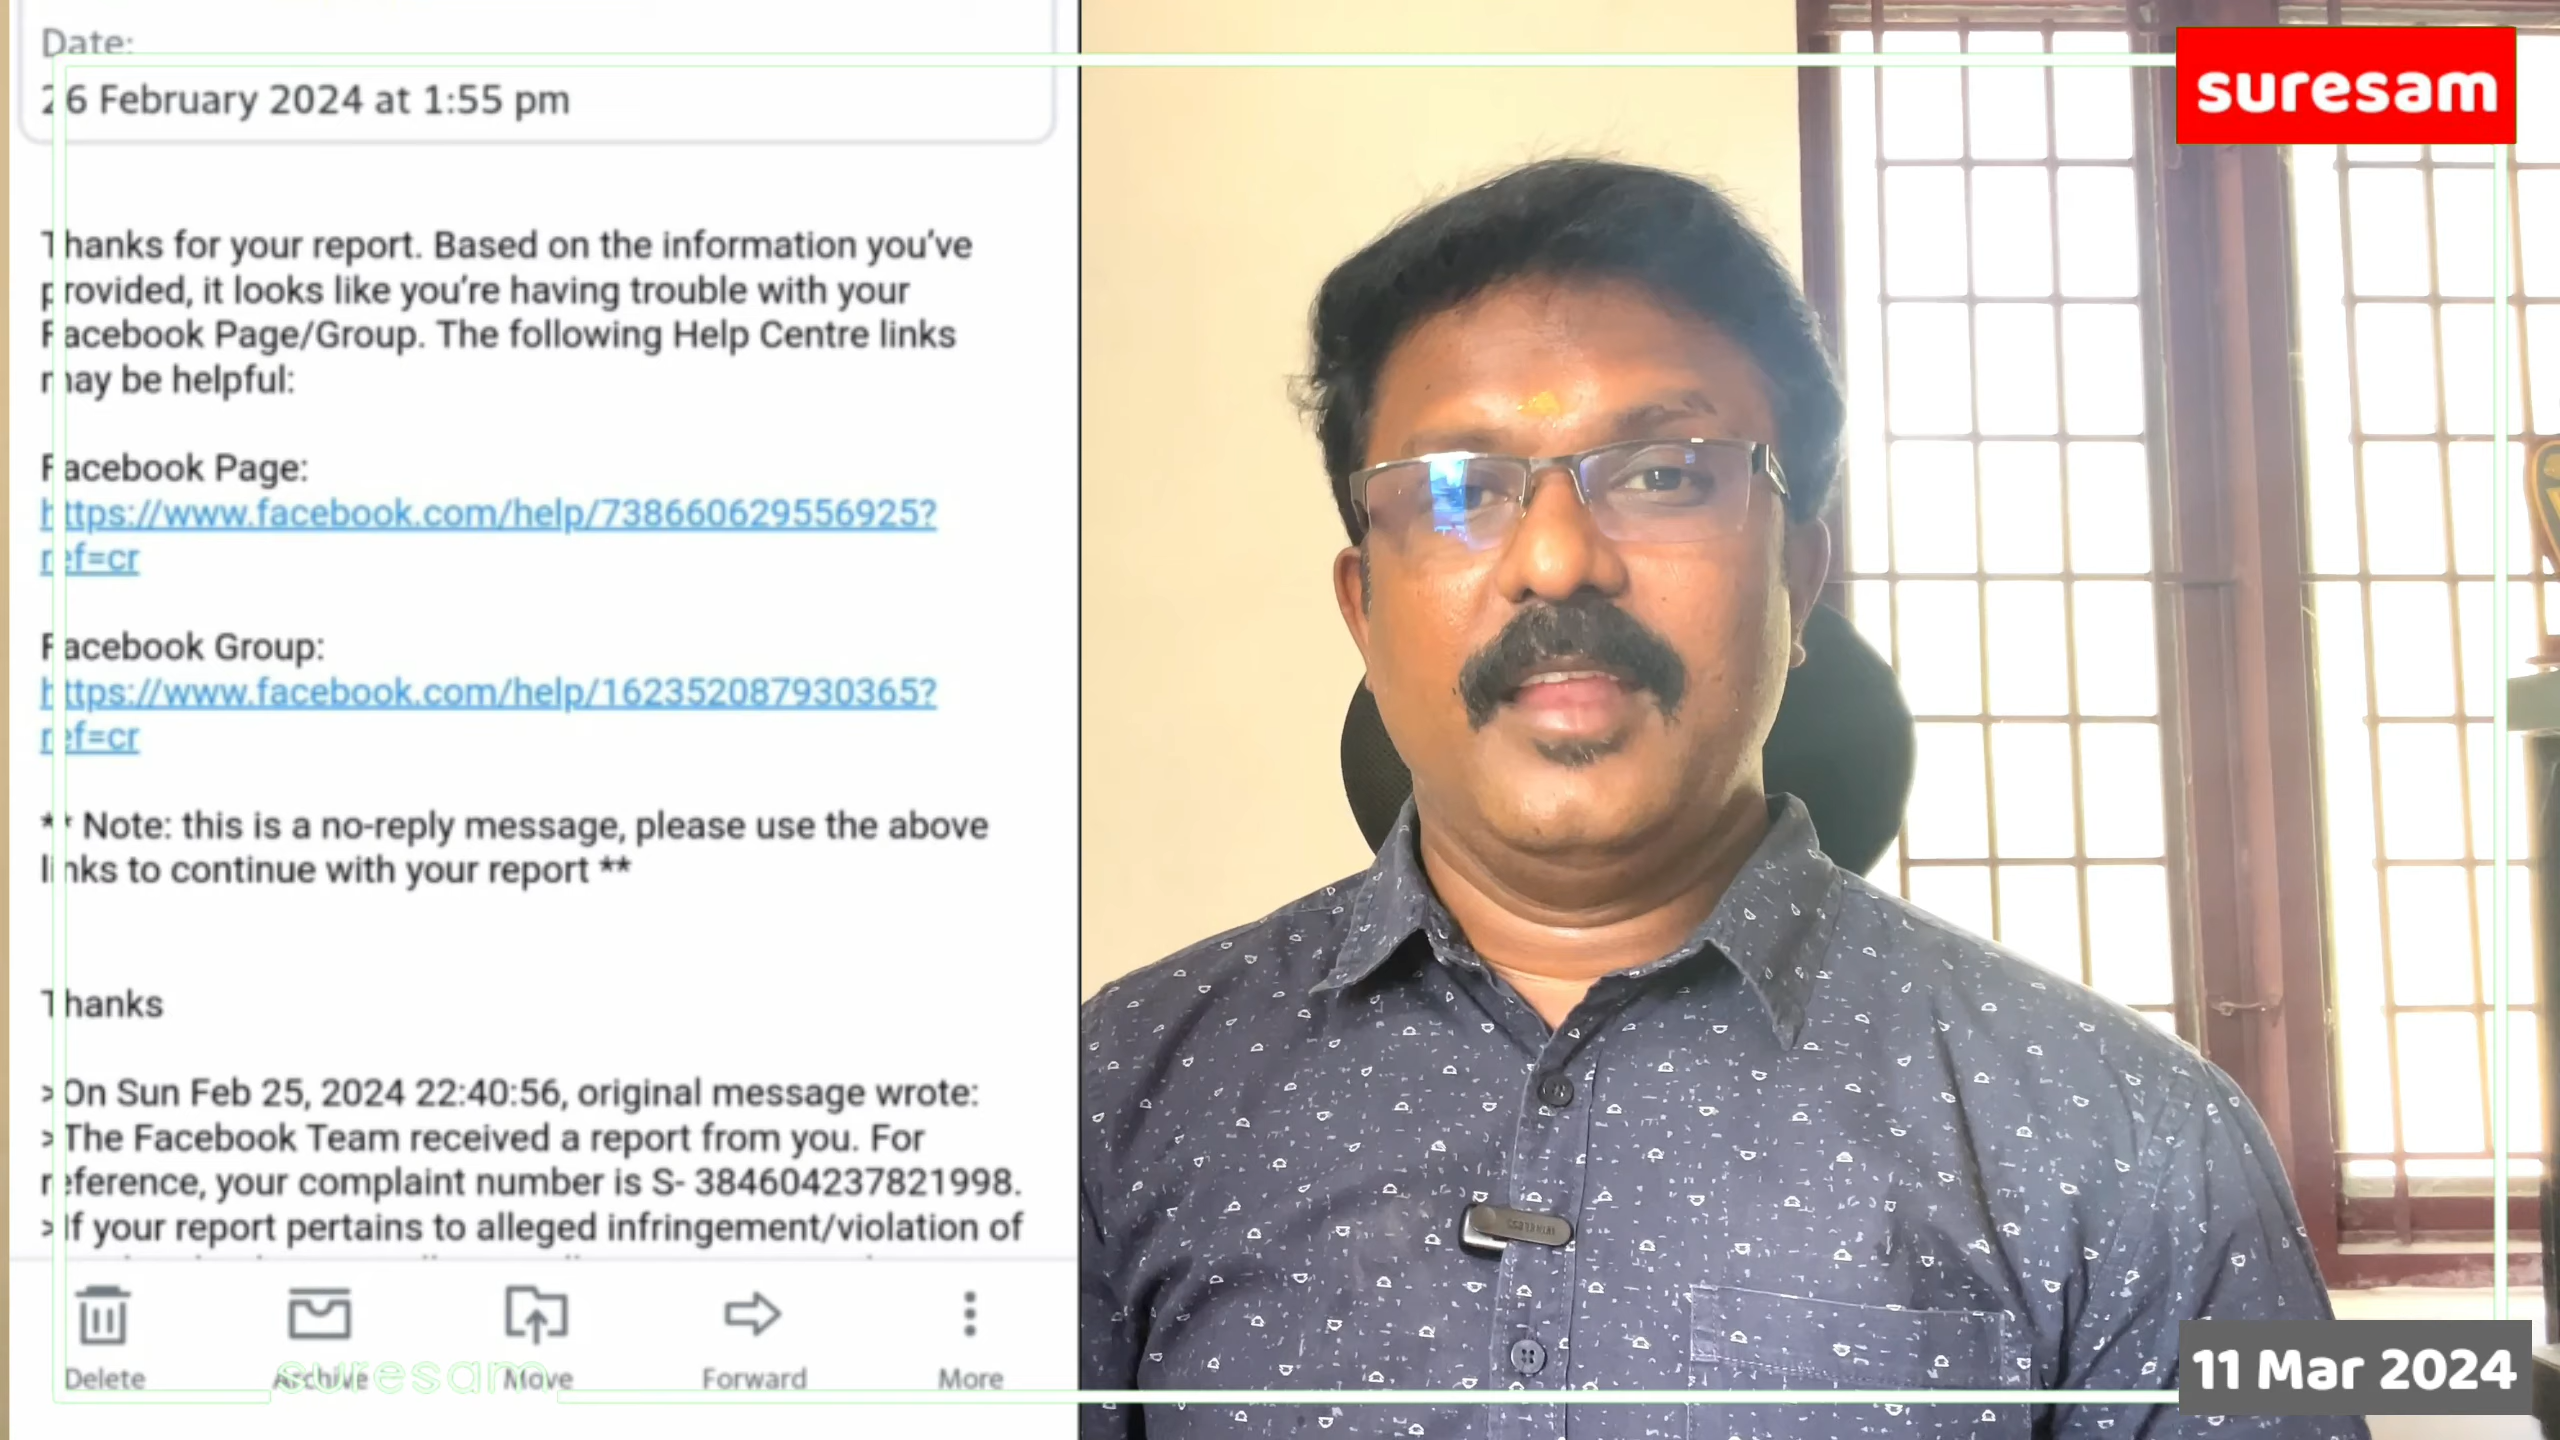 Date:
26 February 2024 at 1:55 pm
Thanks for your report. Based on the information you’ve
provided, it looks like you’re having trouble with your
Facebook Page/Group. The following Help Centre links
may be helpful:
Facebook Page:
https://www.facebook.com/help/738660629556925?
ref=cr
Facebook Group:
https://www.facebook.com/help/162352087930365?
ref=cr
** Note: this is a no-reply message, please use the above
links to continue with your report **
Thanks
> On Sun Feb 25, 2024 22:40:56, original message wrote:
> The Facebook Team received a report from you. For
reference, your complaint number is S- 384604237821998.
> If your report pertains to alleged infringement/violation of
Delete
Archive
Move
Forward
More
suresam
suresam
11 Mar 2024